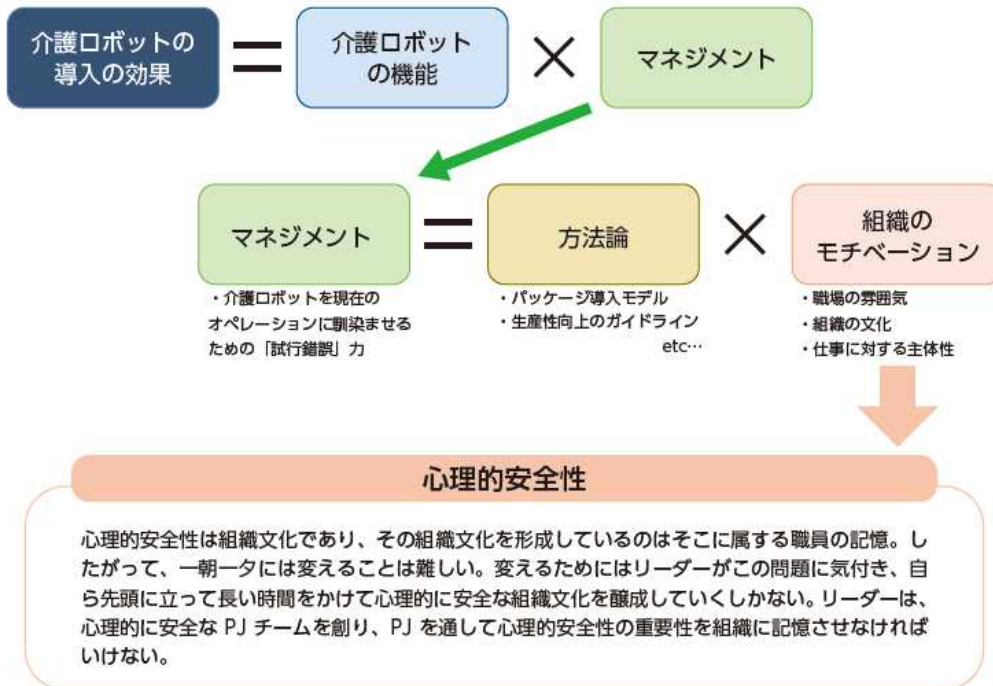 介護ロボットの
導入の効果
=
介護ロボット
の機能
×
マネジメント
マネジメント
=
方法論
×
組織の
モチベーション
・介護ロボットを現在の
オペレーションに馴染ませる
ための「試行錯誤」力
・パッケージ導入モデル
・生産性向上のガイドライン
etc…
・職場の雰囲気
・組織の文化
・仕事に対する主体性
心理的安全性
心理的安全性は組織文化であり、その組織文化を形成しているのはそこに属する職員の記憶。し
たがって、一朝一夕には変えることは難しい。変えるためにはリーダーがこの問題に気付き、自
ら先頭に立って長い時間をかけて心理的に安全な組織文化を醸成していくしかない。リーダーは、
心理的に安全な PJ チームを創り、PJ を通して心理的安全性の重要性を組織に記憶させなければ
いけない。